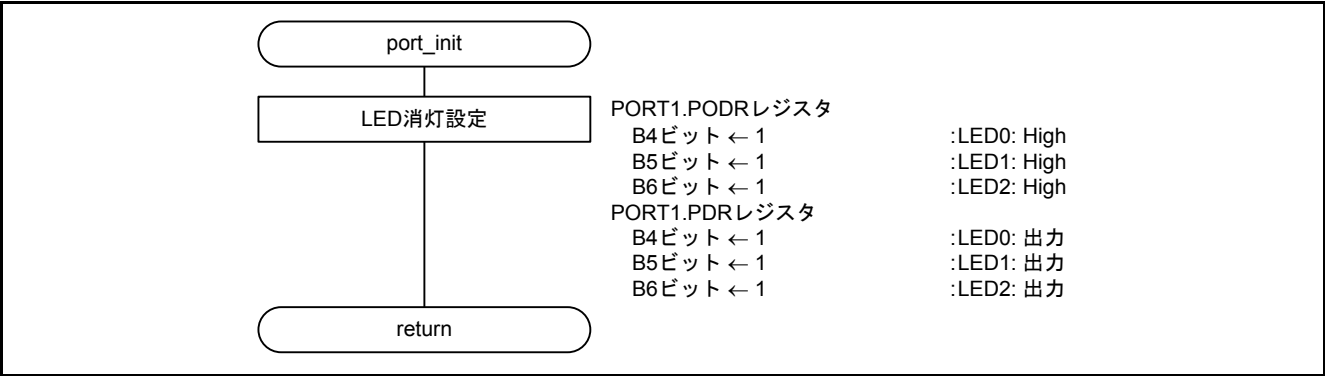 port_init
LED消灯設定
PORT1.PODRレジスタ
B4ビット ← 1 :LED0: High
B5ビット ← 1 :LED1: High
B6ビット ← 1 :LED2: High
PORT1.PDRレジスタ
B4ビット ← 1 :LED0: 出力
B5ビット ← 1 :LED1: 出力
B6ビット ← 1 :LED2: 出力
return